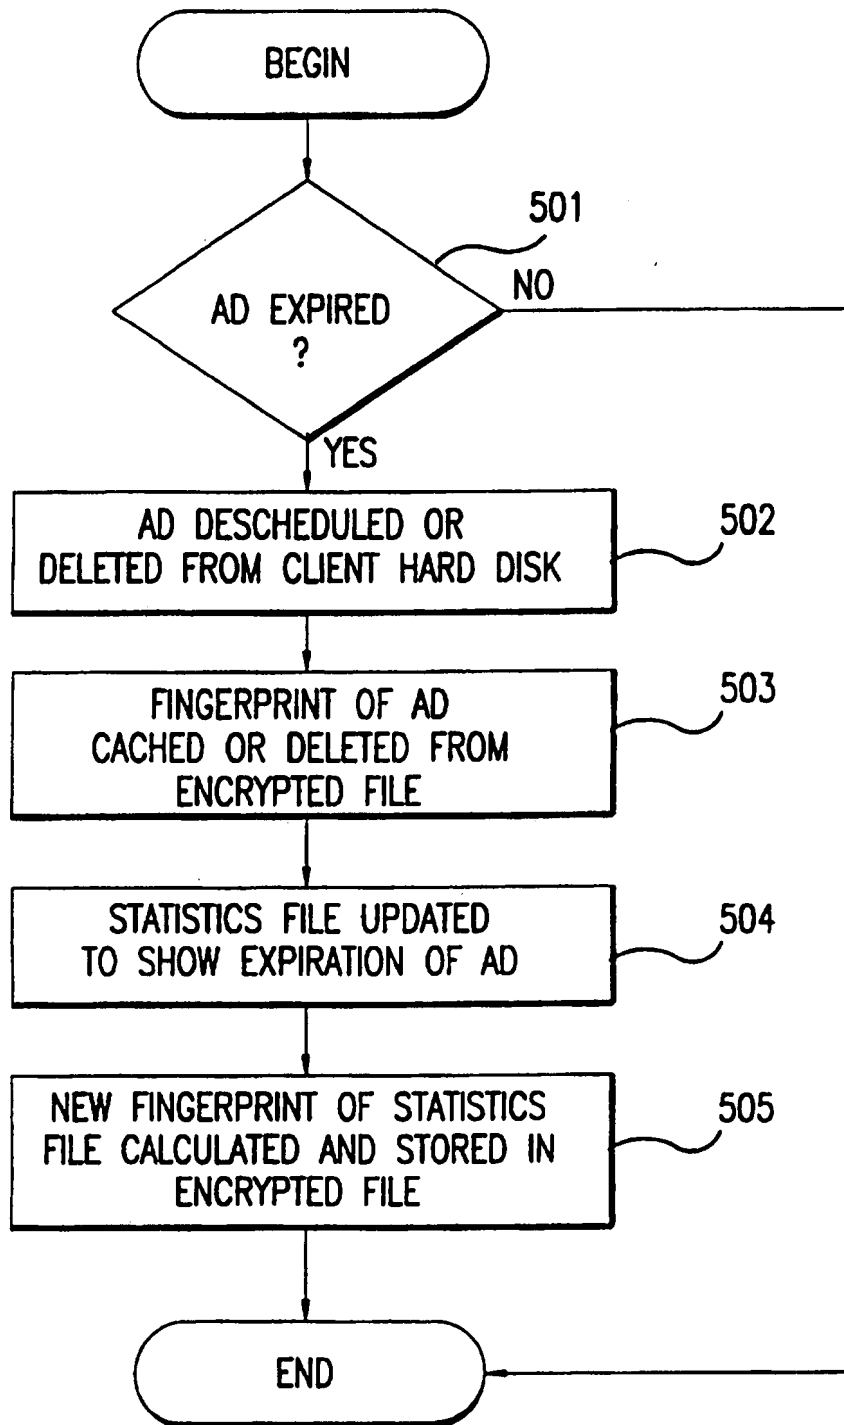 BEGIN
501
AD EXPIRED
?
NO
YES
AD DESCHEDULED OR
DELETED FROM CLIENT HARD DISK
502
FINGERPRINT OF AD
CACHED OR DELETED FROM
ENCRYPTED FILE
503
STATISTICS FILE UPDATED
TO SHOW EXPIRATION OF AD
504
NEW FINGERPRINT OF STATISTICS
FILE CALCULATED AND STORED IN
ENCRYPTED FILE
505
END